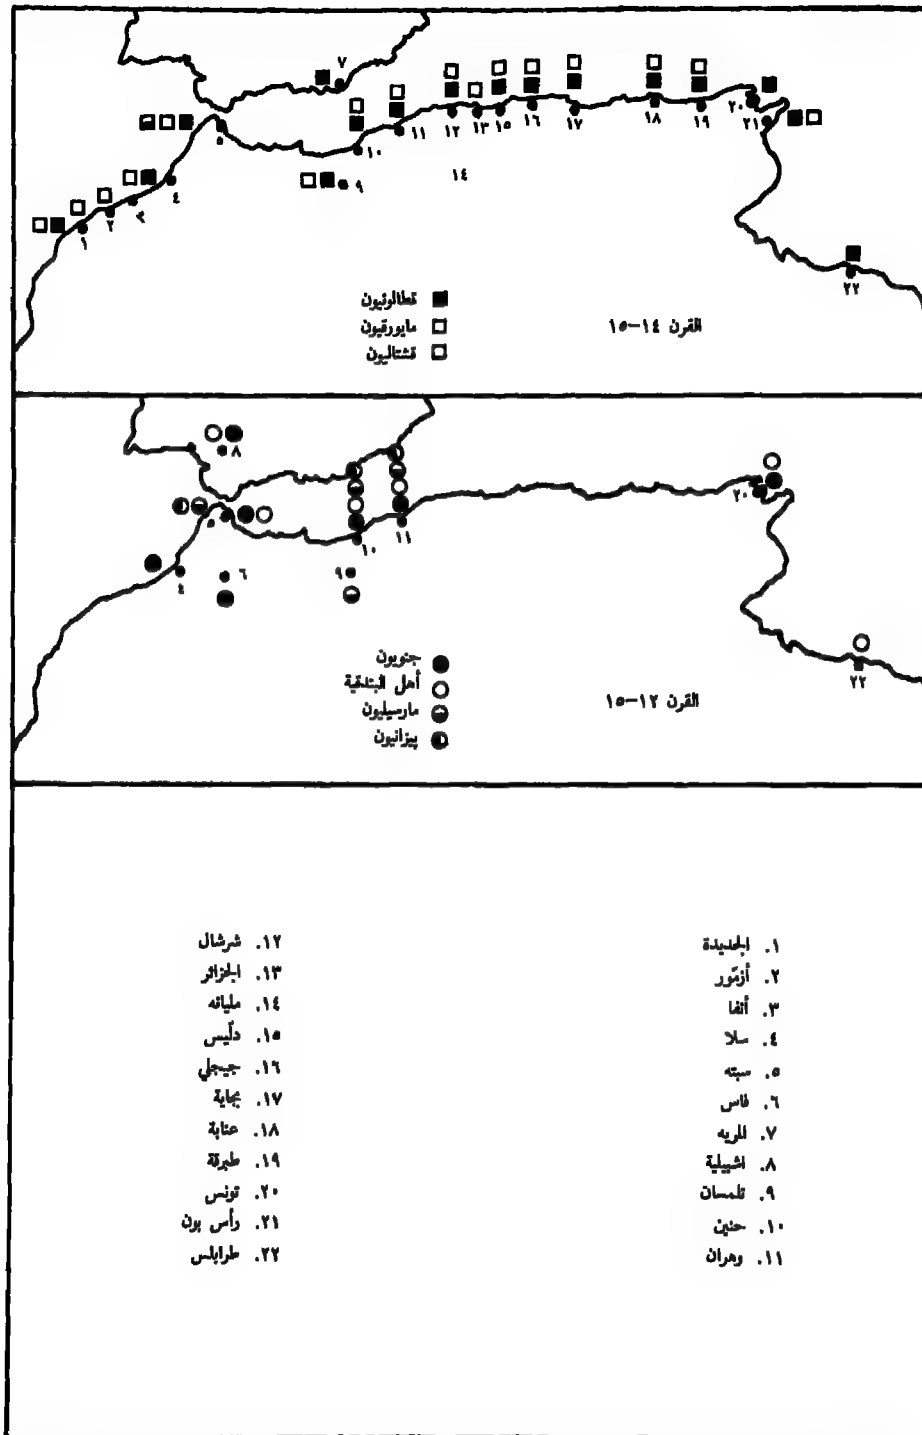 ٧
٢٠
٢١
١٩
١٨
١٧
١٦
١٥
١٣
١٢
١١
١٠
٥
١٤
٩
٤
٣
٢
١
٢٢
قطالونيون
مايورقيون
قشتاليون
القرن ١٤-١٥
٨
٥
٢٠
١١
١٠
٩
٦
٤
٢٢
جنويون
أهل البندقية
مارسيليون
پيزانيون
القرن ١٢-١٥
١. الجديدة
٢. أزمّور
٣. أنفا
٤. سلا
٥. سبته
٦. فاس
٧. المريه
٨. اشبيلية
٩. تلمسان
١٠. حنين
١١. وهران
١٢. شرشال
١٣. الجزائر
١٤. مليانه
١٥. دلّيس
١٦. جيجلي
١٧. بجاية
١٨. عنابة
١٩. طبرقة
٢٠. تونس
٢١. رأس بون
٢٢. طرابلس